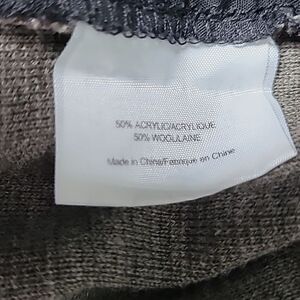 50% ACRYLIC/ACRYLIQUE
50% WOOL/LAINE
Made in China/Fabriqué en Chine